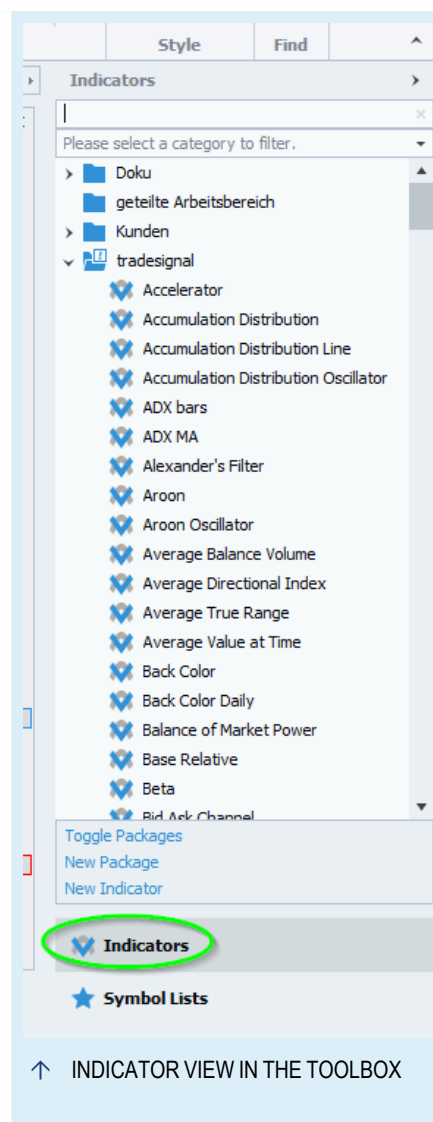 Style Find
Indicators
Please select a category to filter.
Doku
geteilte Arbeitsbereich
Kunden
tradesignal
Accelerator
Accumulation Distribution
Accumulation Distribution Line
Accumulation Distribution Oscillator
ADX bars
ADX MA
Alexander's Filter
Aroon
Aroon Oscillator
Average Balance Volume
Average Directional Index
Average True Range
Average Value at Time
Back Color
Back Color Daily
Balance of Market Power
Base Relative
Beta
Bid Ask Channel
Toggle Packages
New Package
New Indicator
Indicators
Symbol Lists
INDICATOR VIEW IN THE TOOLBOX